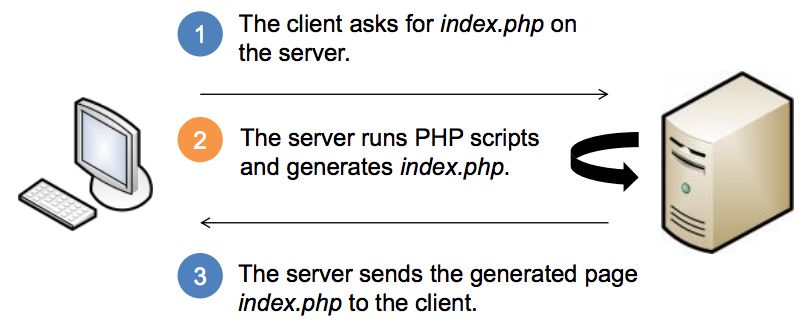 1
The client asks for index.php on
the server.
2
The server runs PHP scripts
and generates index.php.
3
The server sends the generated page
index.php to the client.